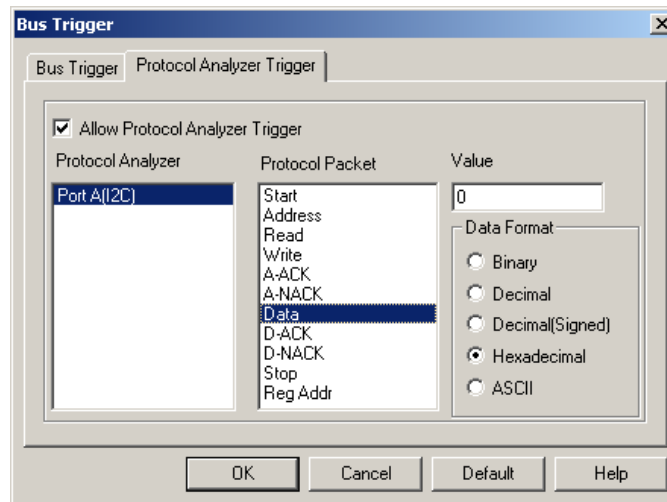 Bus Trigger
Bus Trigger
Protocol Analyzer Trigger
Allow Protocol Analyzer Trigger
Protocol Analyzer
Port A(I2C)
Protocol Packet
Start
Address
Read
Write
A-ACK
A-NACK
Data
D-ACK
D-NACK
Stop
Reg Addr
Value
0
Data Format
Binary
Decimal
Decimal(Signed)
Hexadecimal
ASCII
OK
Cancel
Default
Help